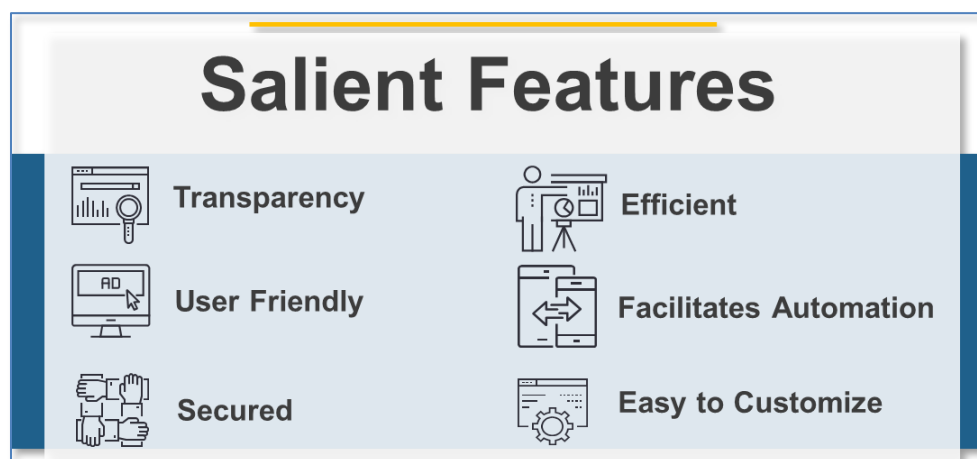 Salient Features
Transparency
Efficient
AD
User Friendly
Facilitates Automation
Secured
Easy to Customize